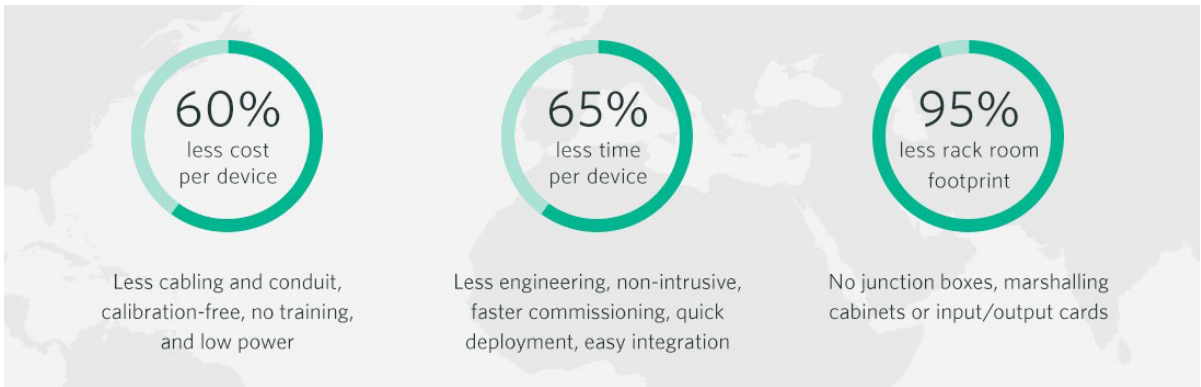 60%
less cost
per device
Less cabling and conduit,
calibration-free, no training,
and low power
65%
less time
per device
Less engineering, non-intrusive,
faster commissioning, quick
deployment, easy integration
95%
less rack room
footprint
No junction boxes, marshalling
cabinets or input/output cards